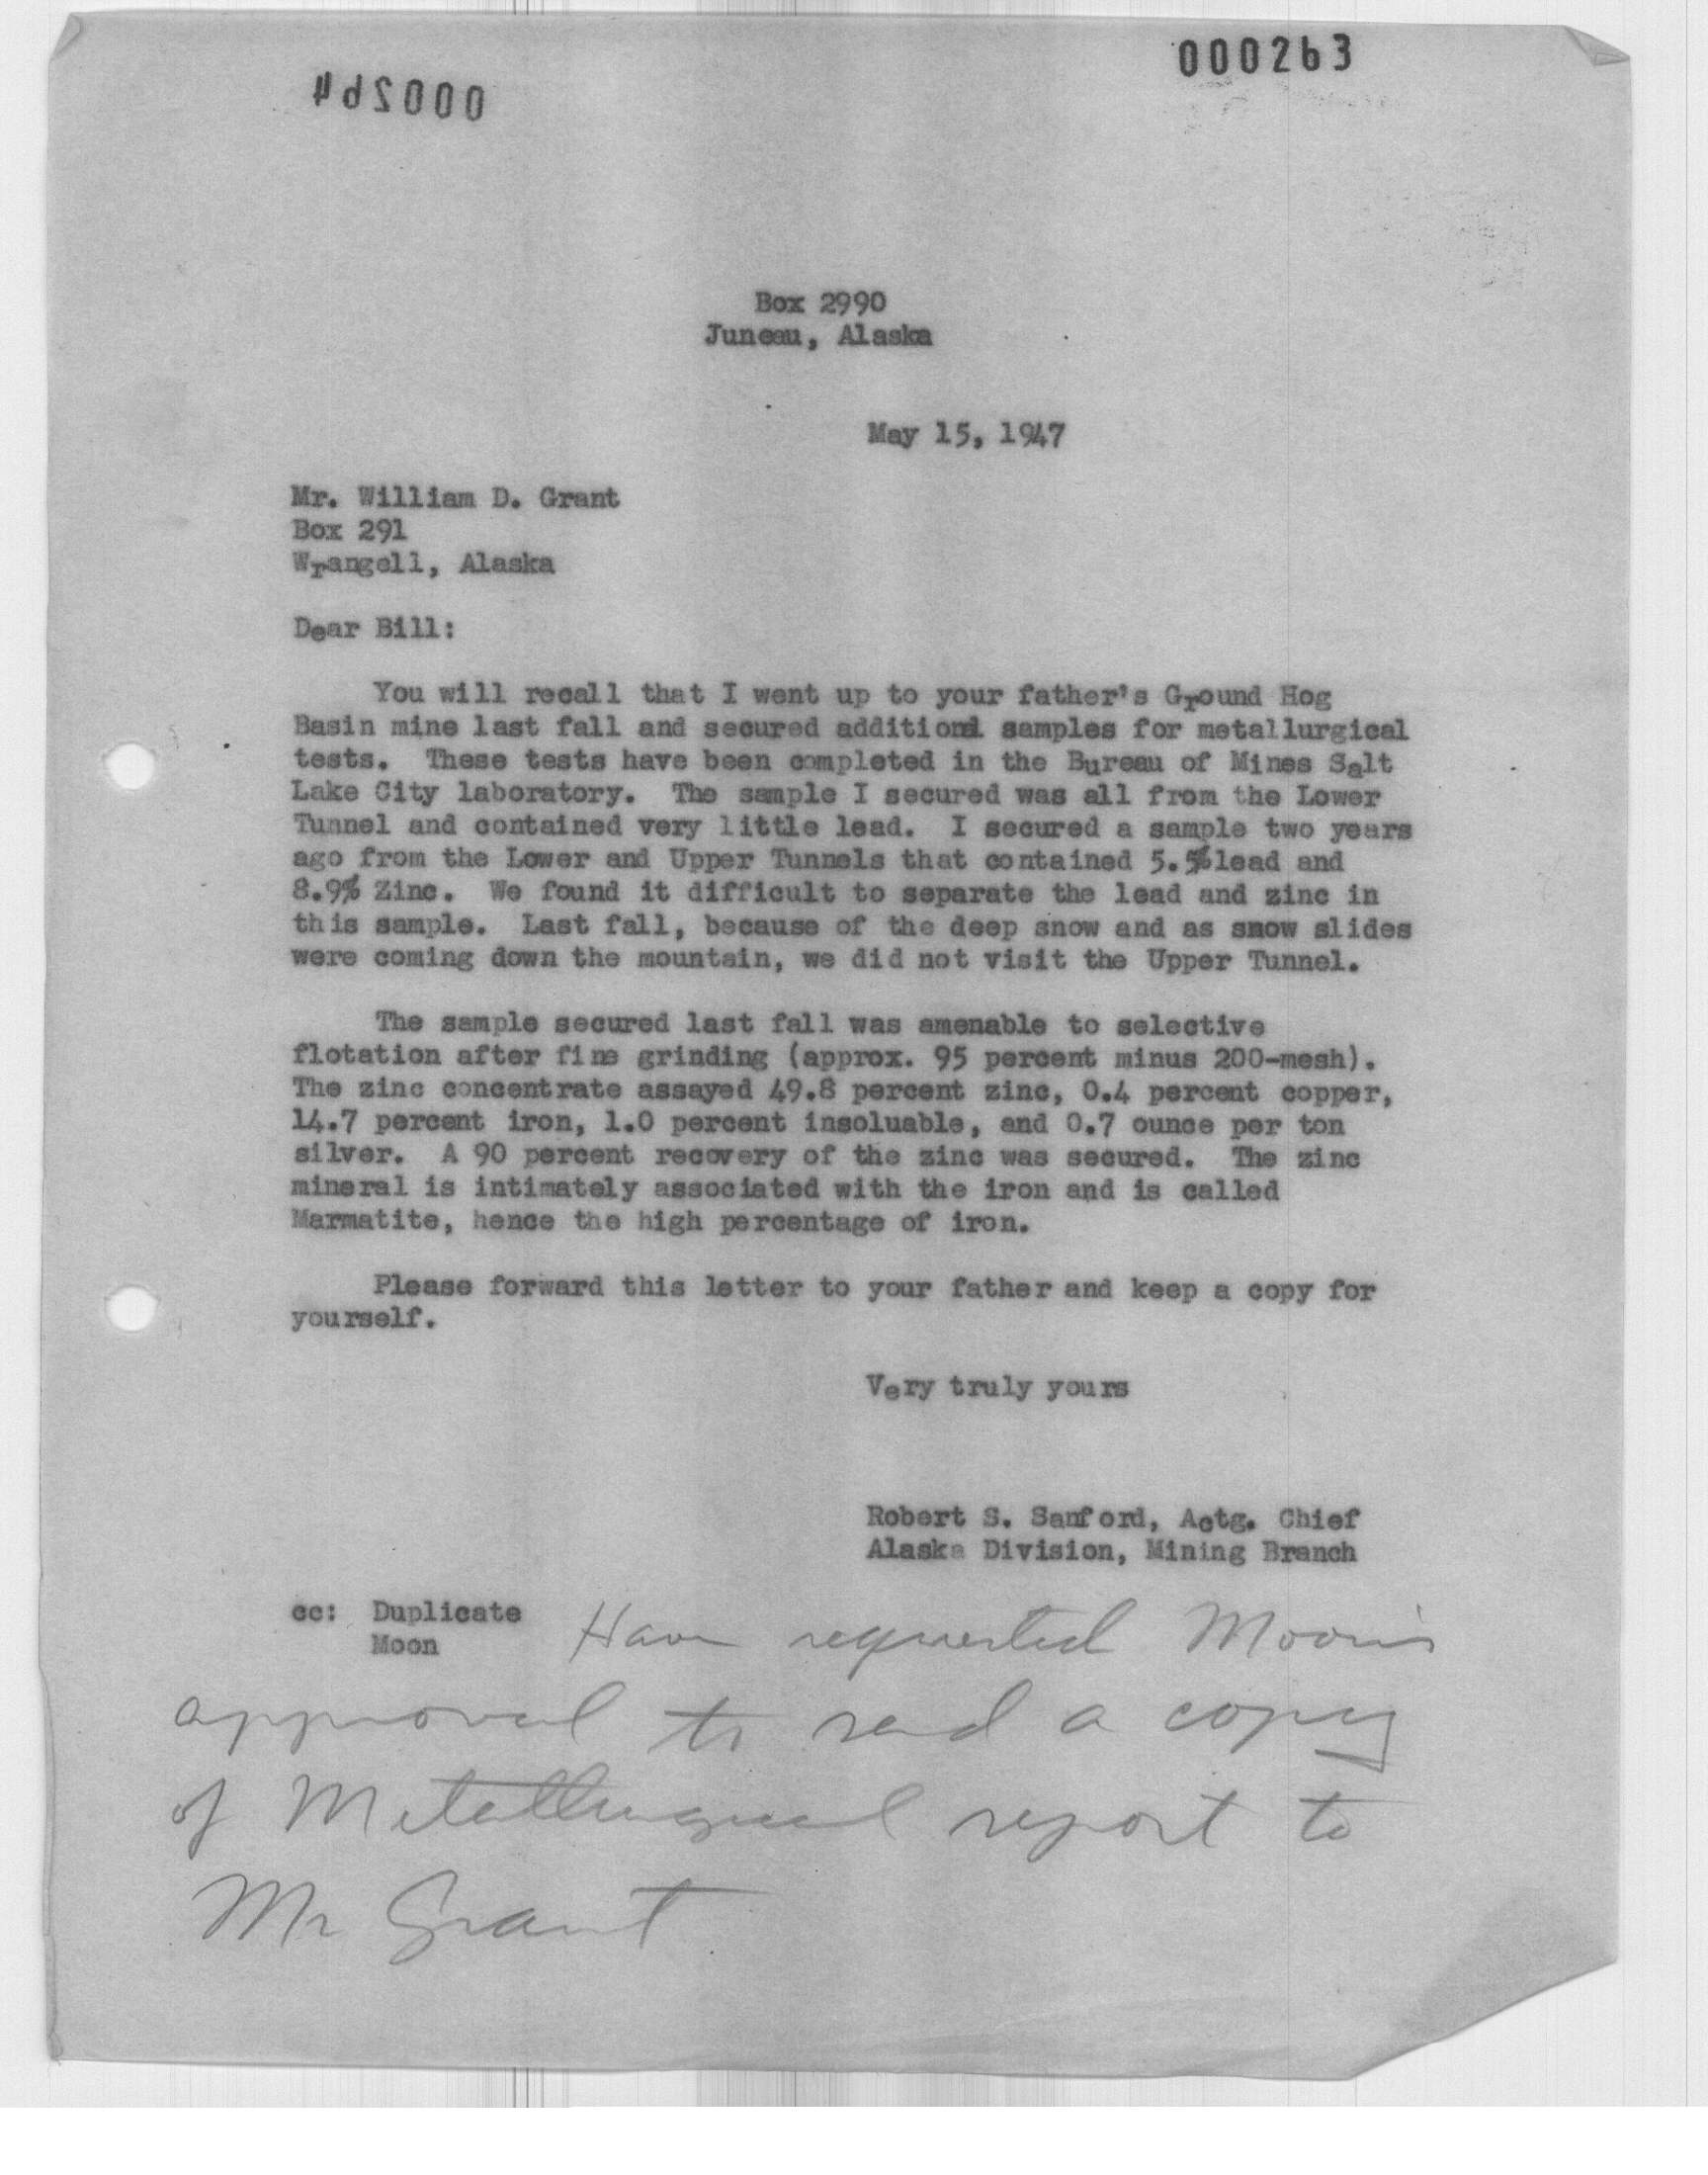 000263
000264
Box 2990
Juneau, Alaska
May 15, 1947
Mr. William D. Grant
Box 291
Wrangell, Alaska
Dear Bill:
You will recall that I went up to your father's Ground Hog
Basin mine last fall and secured additional samples for metallurgical
tests. These tests have been completed in the Bureau of Mines Salt
Lake City laboratory. The sample I secured was all from the Lower
Tunnel and contained very little lead. I secured a sample two years
ago from the Lower and Upper Tunnels that contained 5.5% lead and
8.9% Zinc. We found it difficult to separate the lead and zinc in
this sample. Last fall, because of the deep snow and as snow slides
were coming down the mountain, we did not visit the Upper Tunnel.
The sample secured last fall was amenable to selective
flotation after fine grinding (approx. 95 percent minus 200-mesh).
The zinc concentrate assayed 49.8 percent zinc, 0.4 percent copper,
14.7 percent iron, 1.0 percent insoluable, and 0.7 ounce per ton
silver. A 90 percent recovery of the zinc was secured. The zinc
mineral is intimately associated with the iron and is called
Marmatite, hence the high percentage of iron.
Please forward this letter to your father and keep a copy for
yourself.
Very truly yours
Robert S. Sanford, Actg. Chief
Alaska Division, Mining Branch
cc: Duplicate
Moon
Have requested Moon's
approval to send a copy
of Metallurgical report to
Mr Grant